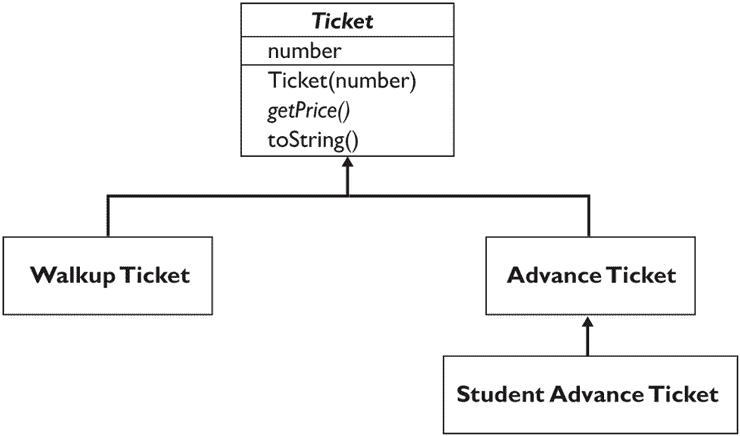 Ticket
number
Ticket(number)
getPrice()
toString()
Walkup Ticket
Advance Ticket
Student Advance Ticket